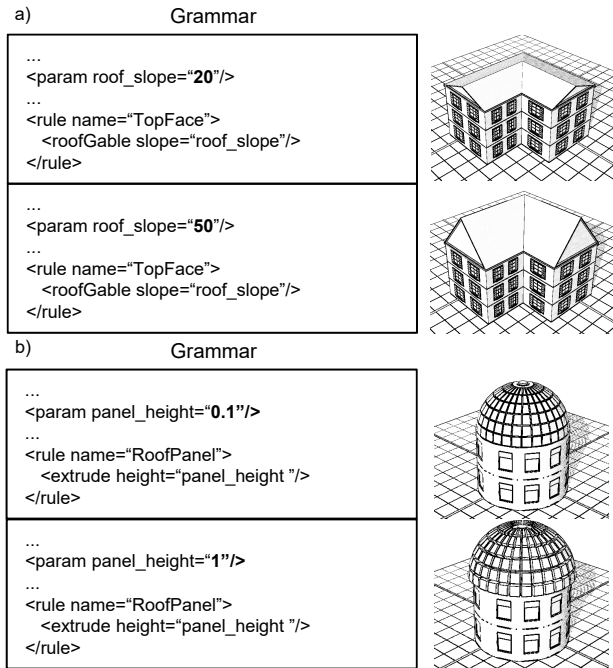 a)
Grammar
...
<param roof_slope=“20”/>
...
<rule name=“TopFace”>
<roofGable slope=“roof_slope”/>
</rule>
...
<param roof_slope=“50”/>
...
<rule name=“TopFace”>
<roofGable slope=“roof_slope”/>
</rule>
b)
Grammar
...
<param panel_height=“0.1”/>
...
<rule name=“RoofPanel”>
<extrude height=“panel_height ”/>
</rule>
...
<param panel_height=“1”/>
...
<rule name=“RoofPanel”>
<extrude height=“panel_height ”/>
</rule>